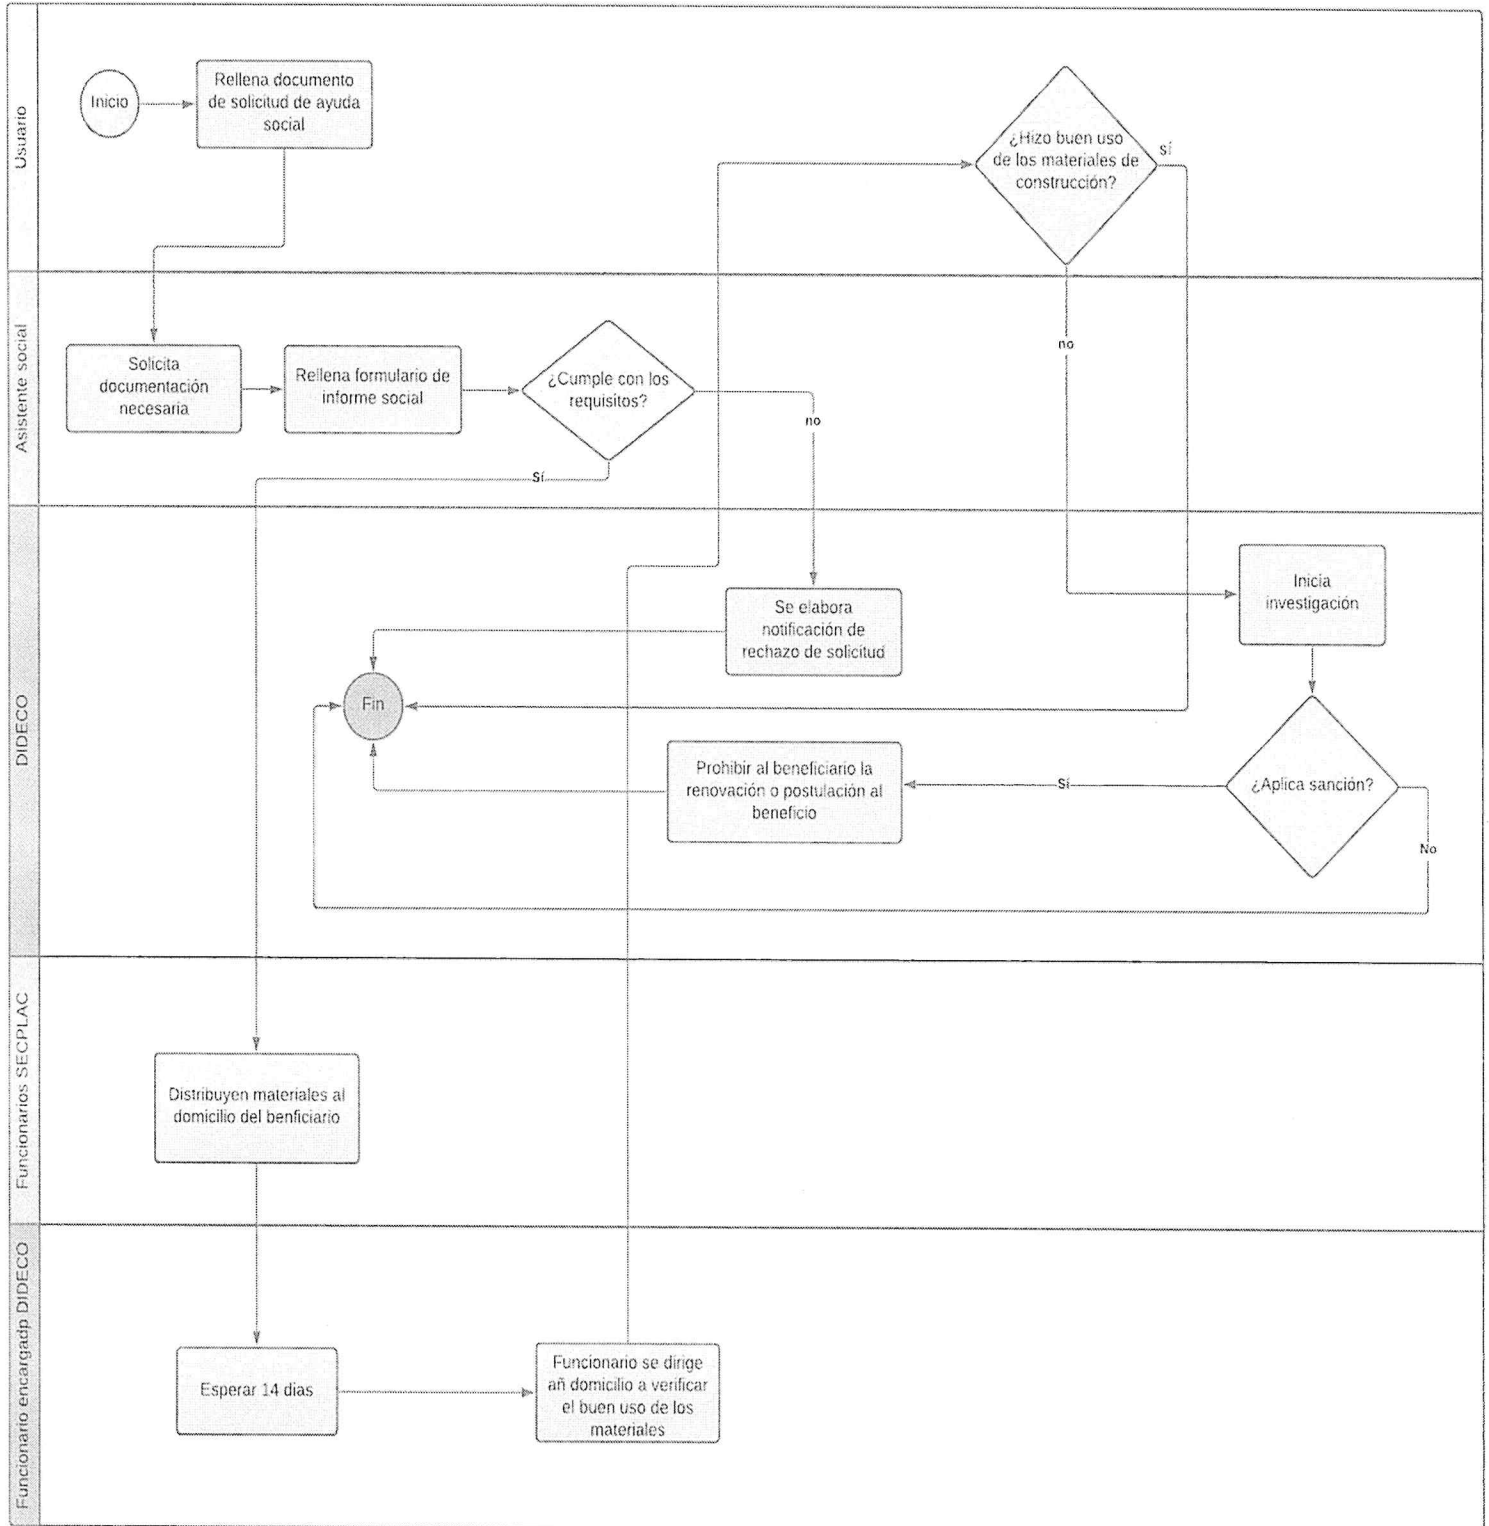 Usuario
Inicio
Rellena documento
de solicitud de ayuda
social
¿Hizo buen uso
de los materiales de
construcción?
sí
no
Asistente social
Solicita
documentación
necesaria
Rellena formulario de
informe social
¿Cumple con los
requisitos?
no
Sí
DIDECO
Se elabora
notificación de
rechazo de solicitud
Inicia
investigación
Fin
Prohibir al beneficiario la
renovación o postulación al
beneficio
Sí
¿Aplica sanción?
No
Funcionarios SECPLAC
Distribuyen materiales al
domicilio del benficiario
Funcionario encargadp DIDECO
Esperar 14 dias
Funcionario se dirige
añ domicilio a verificar
el buen uso de los
materiales